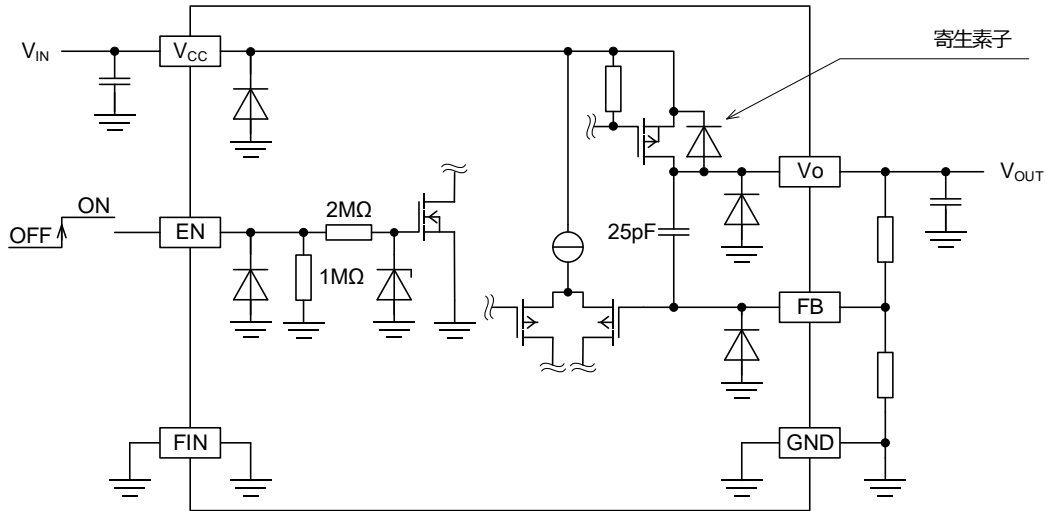 寄生素子
V_IN
V_CC
Vo
V_OUT
ON
OFF
EN
2MΩ
1MΩ
25pF
FB
FIN
GND